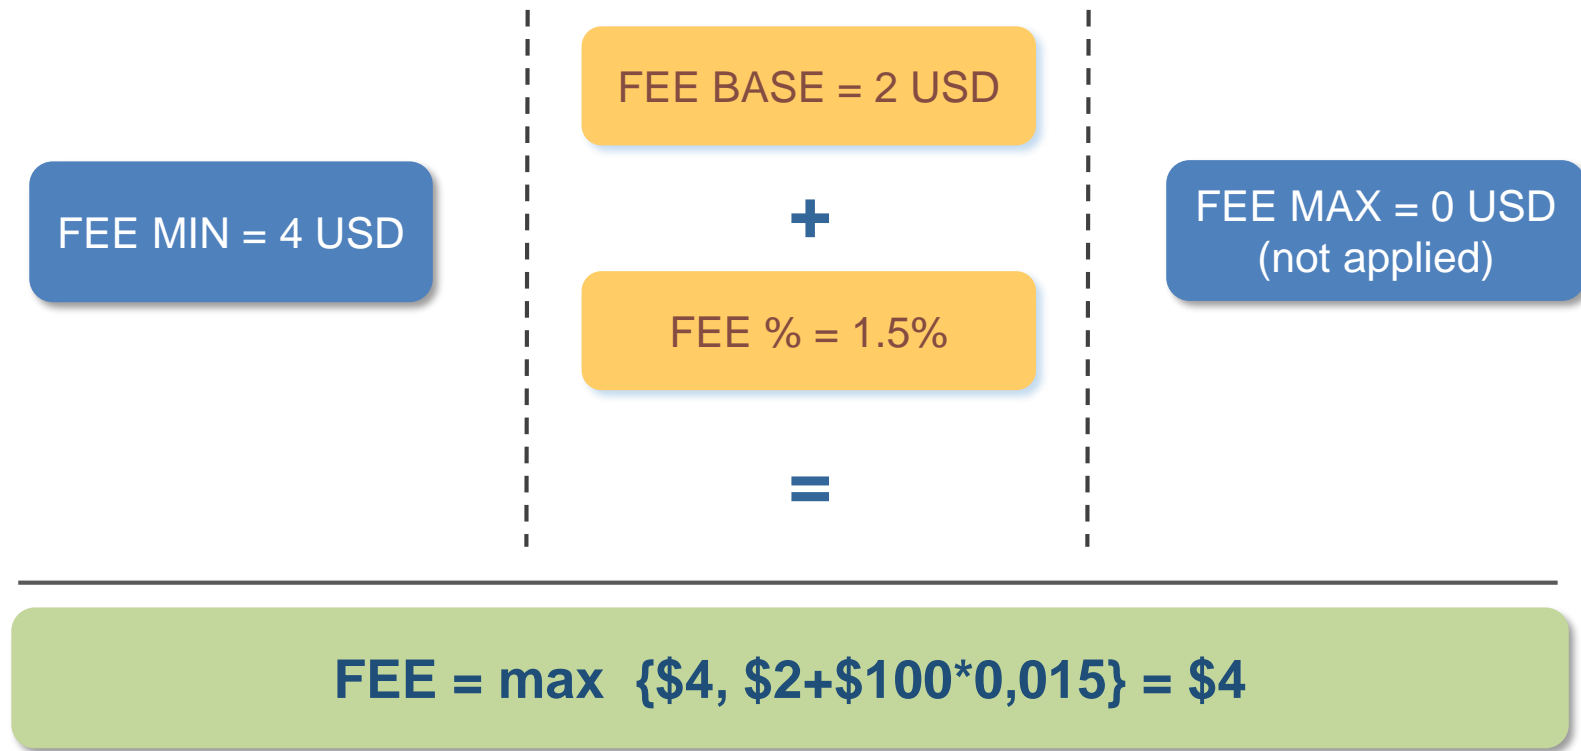 FEE BASE = 2 USD
FEE MIN = 4 USD
+
FEE MAX = 0 USD
(not applied)
FEE % = 1.5%
=
FEE = max {$4, $2+$100*0,015} = $4